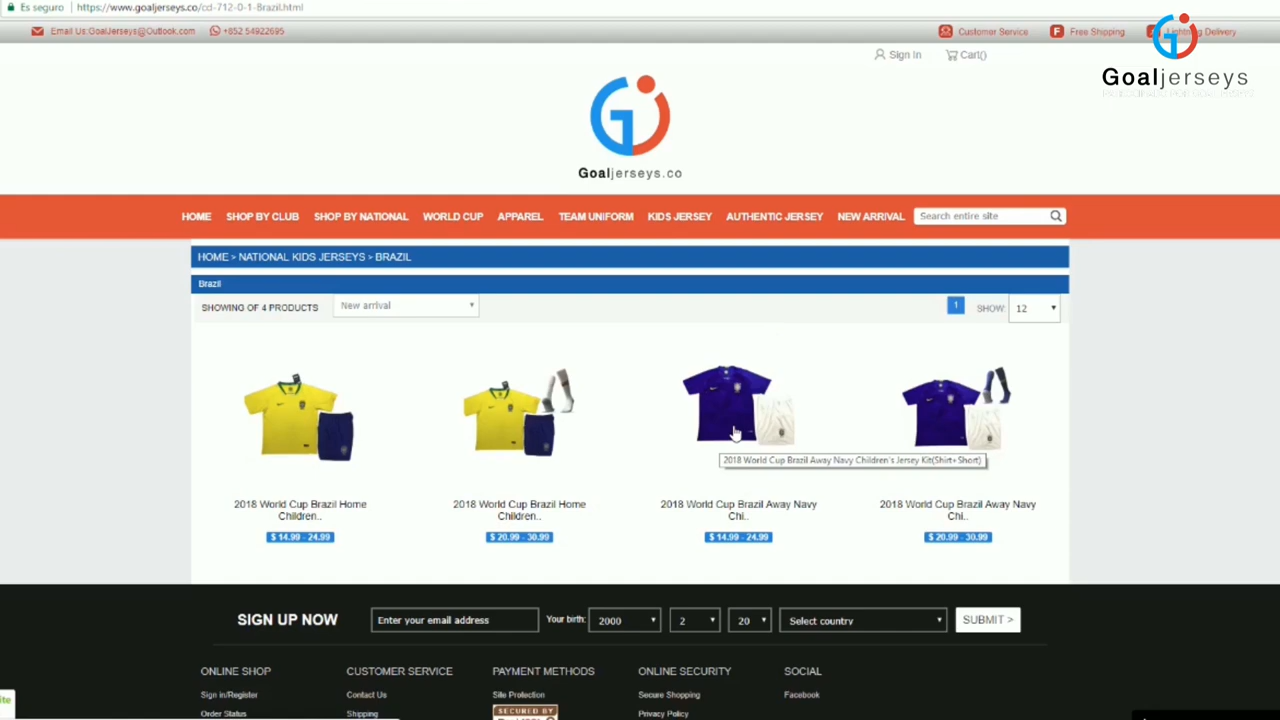 Es seguro https://www.goaljerseys.co/cd-712-0-1-Brazil.html
Email Us:GoalJerseys@Outlook.com +852 54922695 Customer Service Free Shipping Delivery
Sign In Cart()
Goaljerseys
Goaljerseys.co
HOME SHOP BY CLUB SHOP BY NATIONAL WORLD CUP APPAREL TEAM UNIFORM KIDS JERSEY AUTHENTIC JERSEY NEW ARRIVAL Search entire site
HOME > NATIONAL KIDS JERSEYS > BRAZIL
Brazil
SHOWING OF 4 PRODUCTS New arrival 1 SHOW: 12
2018 World Cup Brazil Away Navy Children's Jersey Kit(Shirt+Short)
2018 World Cup Brazil Home Children..
2018 World Cup Brazil Home Children..
2018 World Cup Brazil Away Navy Chi..
2018 World Cup Brazil Away Navy Chi..
$ 14.99 - 24.99 $ 20.99 - 30.99 $ 14.99 - 24.99 $ 20.99 - 30.99
SIGN UP NOW Enter your email address Your birth: 2000 2 20 Select country SUBMIT >
ONLINE SHOP CUSTOMER SERVICE PAYMENT METHODS ONLINE SECURITY SOCIAL
Sign in/Register Contact Us Site Protection Secure Shopping Facebook
Order Status Shipping SECURED BY Privacy Policy